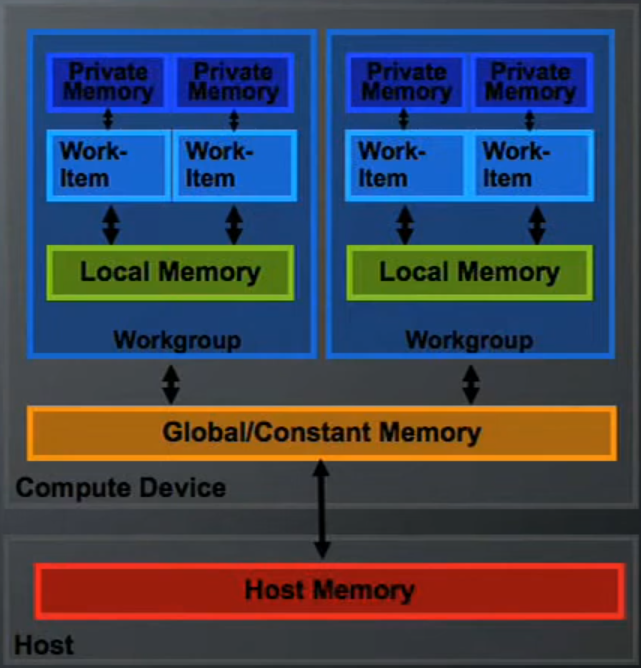 Private Memory
Private Memory
Private Memory
Private Memory
Work-
Item
Work-
Item
Work-
Item
Work-
Item
Local Memory
Local Memory
Workgroup
Workgroup
Global/Constant Memory
Compute Device
Host Memory
Host